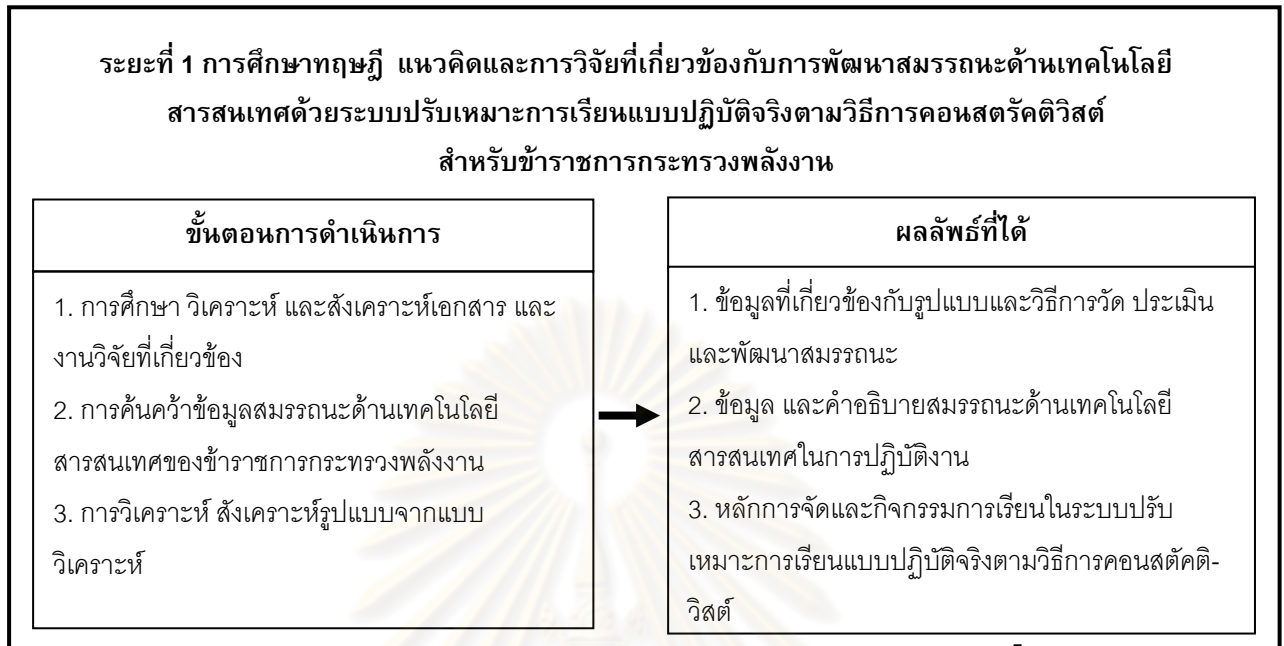 ระยะที่ 1 การศึกษาทฤษฎี แนวคิดและการวิจัยที่เกี่ยวข้องกับการพัฒนาสมรรถนะด้านเทคโนโลยี
สารสนเทศด้วยระบบปรับเหมาะการเรียนแบบปฏิบัติจริงตามวิธีการคอนสตรัคติวิสต์
สำหรับข้าราชการกระทรวงพลังงาน
ขั้นตอนการดำเนินการ
1. การศึกษา วิเคราะห์ และสังเคราะห์เอกสาร และ
งานวิจัยที่เกี่ยวข้อง
2. การค้นคว้าข้อมูลสมรรถนะด้านเทคโนโลยี
สารสนเทศของข้าราชการกระทรวงพลังงาน
3. การวิเคราะห์ สังเคราะห์รูปแบบจากแบบ
วิเคราะห์
ผลลัพธ์ที่ได้
1. ข้อมูลที่เกี่ยวข้องกับรูปแบบและวิธีการวัด ประเมิน
และพัฒนาสมรรถนะ
2. ข้อมูล และคำอธิบายสมรรถนะด้านเทคโนโลยี
สารสนเทศในการปฏิบัติงาน
3. หลักการจัดและกิจกรรมการเรียนในระบบปรับ
เหมาะการเรียนแบบปฏิบัติจริงตามวิธีการคอนสตัคติ-
วิสต์